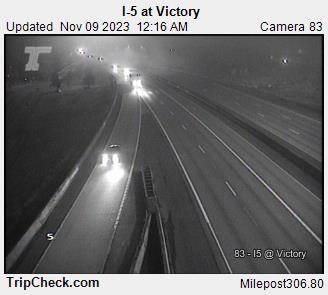 I-5 at Victory
Updated Nov 09 2023 12:16 AM Camera 83
T
S
83 - I5 @ Victory
TripCheck.com Milepost306.80